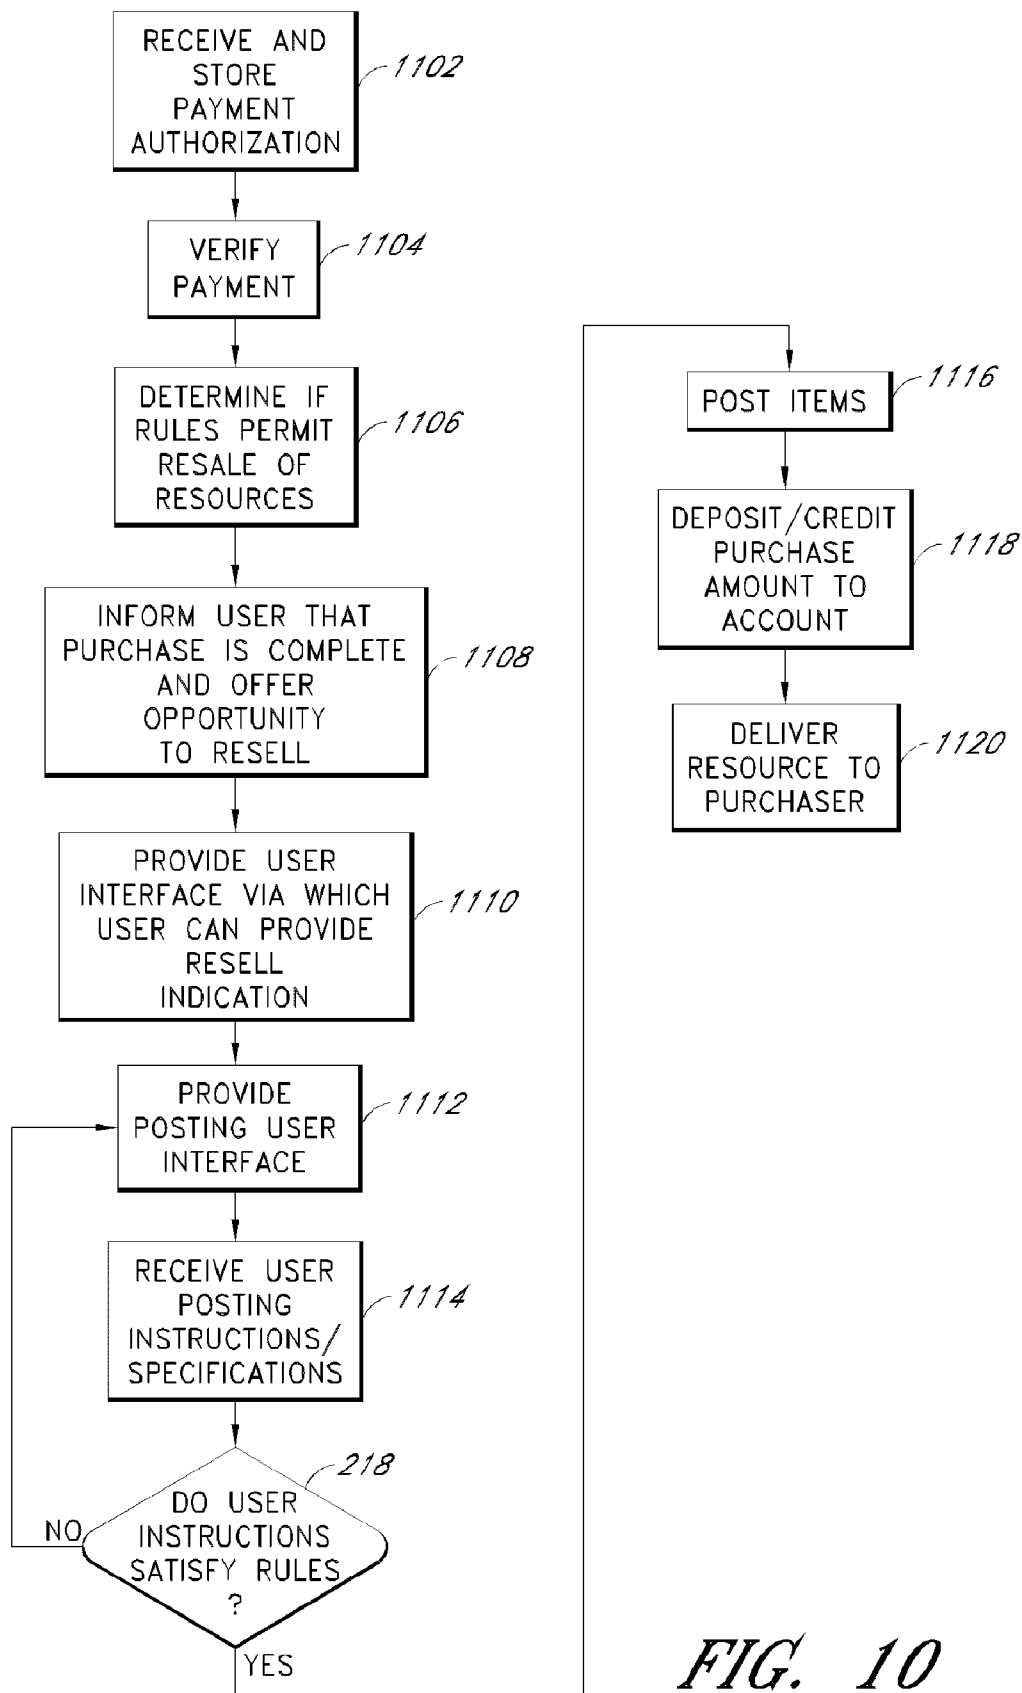 RECEIVE AND
STORE
PAYMENT
AUTHORIZATION
1102
VERIFY
PAYMENT
1104
DETERMINE IF
RULES PERMIT
RESALE OF
RESOURCES
1106
INFORM USER THAT
PURCHASE IS COMPLETE
AND OFFER
OPPORTUNITY
TO RESELL
1108
PROVIDE USER
INTERFACE VIA WHICH
USER CAN PROVIDE
RESELL
INDICATION
1110
PROVIDE
POSTING USER
INTERFACE
1112
RECEIVE USER
POSTING
INSTRUCTIONS/
SPECIFICATIONS
1114
DO USER
INSTRUCTIONS
SATISFY RULES
?
218
NO
YES
POST ITEMS
1116
DEPOSIT/CREDIT
PURCHASE
AMOUNT TO
ACCOUNT
1118
DELIVER
RESOURCE TO
PURCHASER
1120
FIG. 10